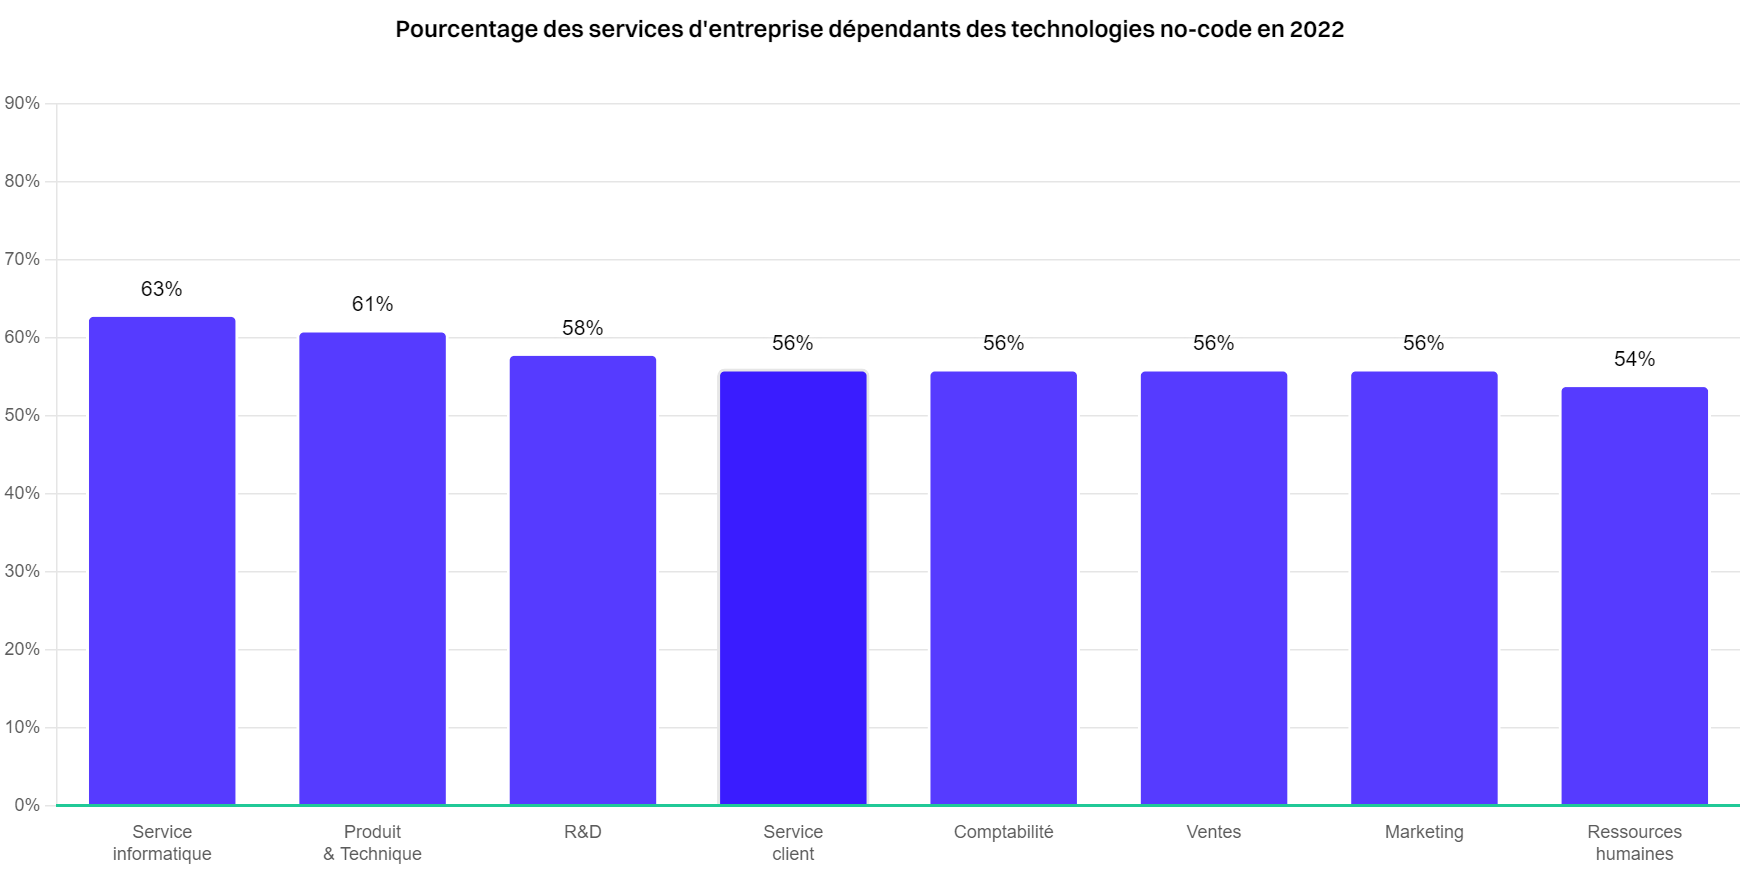 Pourcentage des services d'entreprise dépendants des technologies no-code en 2022
90%
80%
70%
60%
50%
40%
30%
20%
10%
0%
63%
61%
58%
56%
56%
56%
56%
54%
Service
informatique
Produit
& Technique
R&D
Service
client
Comptabilité
Ventes
Marketing
Ressources
humaines